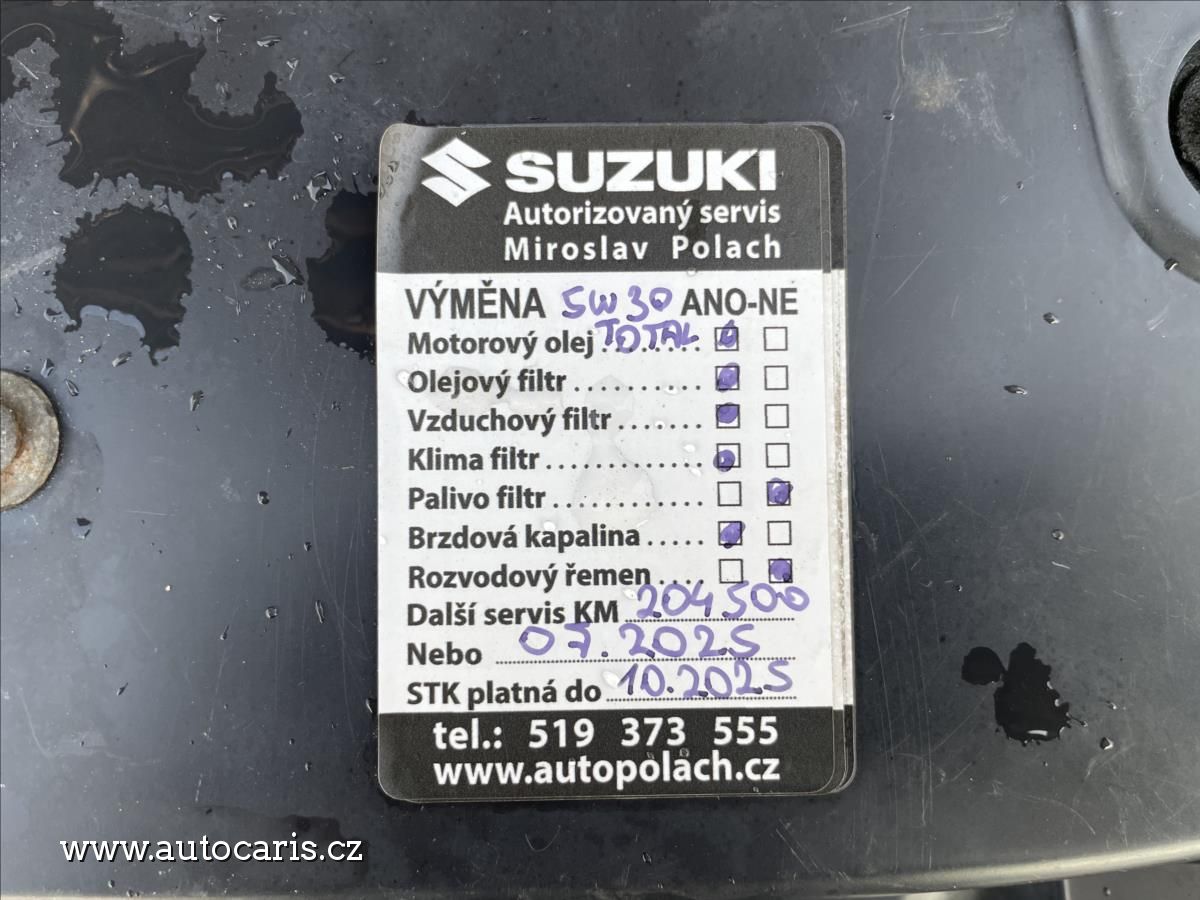 SUZUKI
Autorizovaný servis
Miroslav Polach
VÝMĚNA 5W30 ANO-NE
Motorový olej TOTAL ........
Olejový filtr ..........
Vzduchový filtr .......
Klima filtr ............
Palivo filtr ............
Brzdová kapalina .....
Rozvodový řemen ....
Další servis KM 204500
Nebo 07.2025
STK platná do 10.2025
tel.: 519 373 555
www.autopolach.cz
www.autocaris.cz